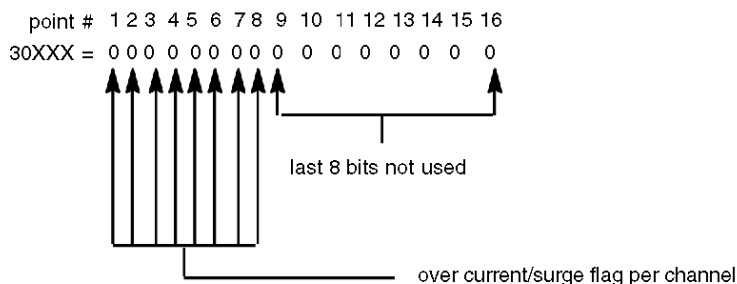 point # 1 2 3 4 5 6 7 8 9 10 11 12 13 14 15 16
30XXX = 0 0 0 0 0 0 0 0 0 0 0 0 0 0 0 0
last 8 bits not used
over current/surge flag per channel